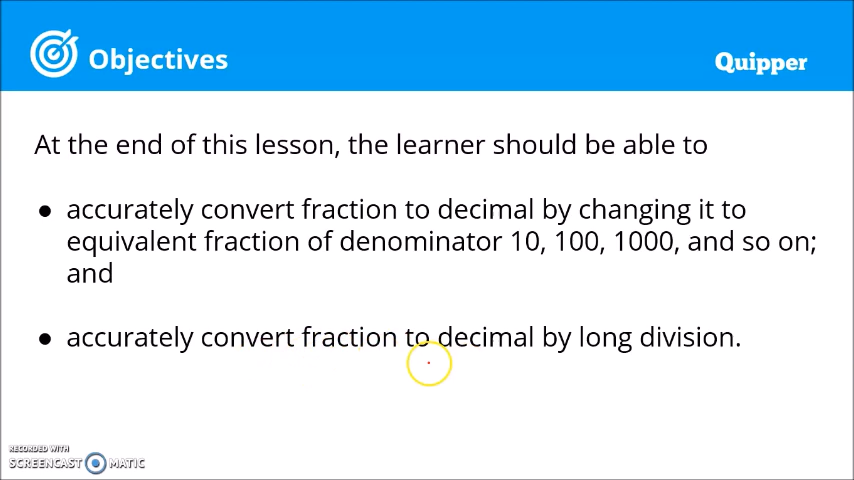 Objectives
Quipper
At the end of this lesson, the learner should be able to
● accurately convert fraction to decimal by changing it to
equivalent fraction of denominator 10, 100, 1000, and so on;
and
● accurately convert fraction to decimal by long division.
RECORDED WITH
SCREENCAST MATIC